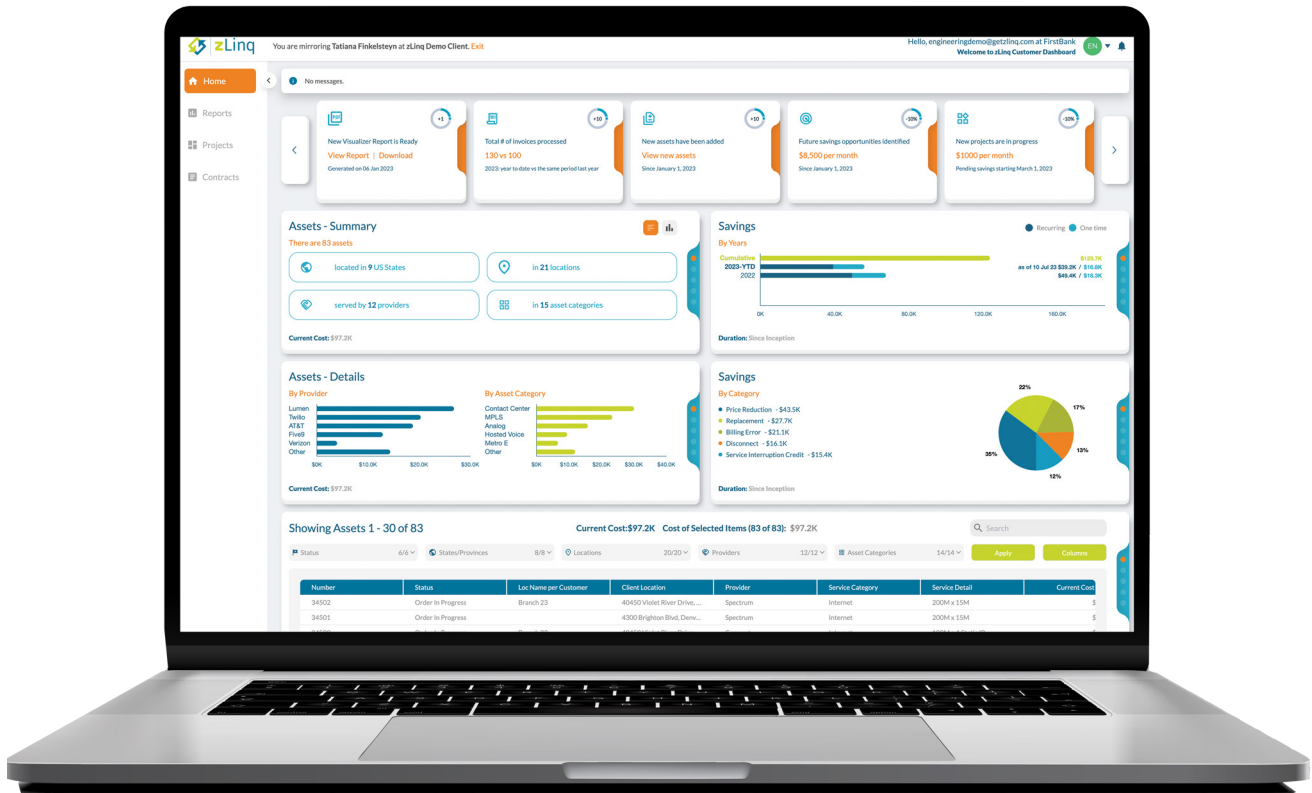 zLinq
You are mirroring Tatiana Finkelsteyn at zLinq Demo Client. Exit
Hello, engineeringdemo@getzlinq.com at FirstBank
Welcome to zLinq Customer Dashboard
EN
Home
No messages.
Reports
Projects
Contracts
PDF
+1
New Visualizer Report is Ready
View Report | Download
Generated on 06 Jan 2023
+10
Total # of invoices processed
130 vs 100
2023: year to date vs the same period last year
+10
New assets have been added
View new assets
Since January 1, 2023
-10%
Future savings opportunities identified
$8,500 per month
Since January 1, 2023
-10%
New projects are in progress
$1000 per month
Pending savings starting March 1, 2023
Assets - Summary
There are 83 assets
located in 9 US States
in 21 locations
served by 12 providers
in 15 asset categories
Current Cost: $97.2K
Savings
Recurring
One time
By Years
Cumulative
2023-YTD
as of 10 Jul 23 $39.2K / $16.8K
2022
$49.4K / $18.3K
0K 40.0K 80.0K 120.0K 160.0K
Duration: Since Inception
Assets - Details
By Provider
Lumen
Twilio
AT&T
Five9
Verizon
Other
$0K $10.0K $20.0K $30.0K
By Asset Category
Contact Center
MPLS
Analog
Hosted Voice
Metro E
Other
$0K $10.0K $20.0K $30.0K $40.0K
Current Cost: $97.2K
Savings
By Category
Price Reduction - $43.5K
Replacement - $27.7K
Billing Error - $21.1K
Disconnect - $16.1K
Service Interruption Credit - $15.4K
22%
17%
13%
12%
35%
Duration: Since Inception
Showing Assets 1 - 30 of 83
Current Cost:$97.2K Cost of Selected Items (83 of 83): $97.2K
Search
Status 6/6
States/Provinces 8/8
Locations 20/20
Providers 12/12
Asset Categories 14/14
Apply
Columns
Number Status Loc Name per Customer Client Location Provider Service Category Service Detail Current Cost
34502 Order In Progress Branch 23 40450 Violet River Drive, ... Spectrum Internet 200M x 15M $
34501 Order In Progress 4300 Brighton Blvd, Denv... Spectrum Internet 200M x 15M $